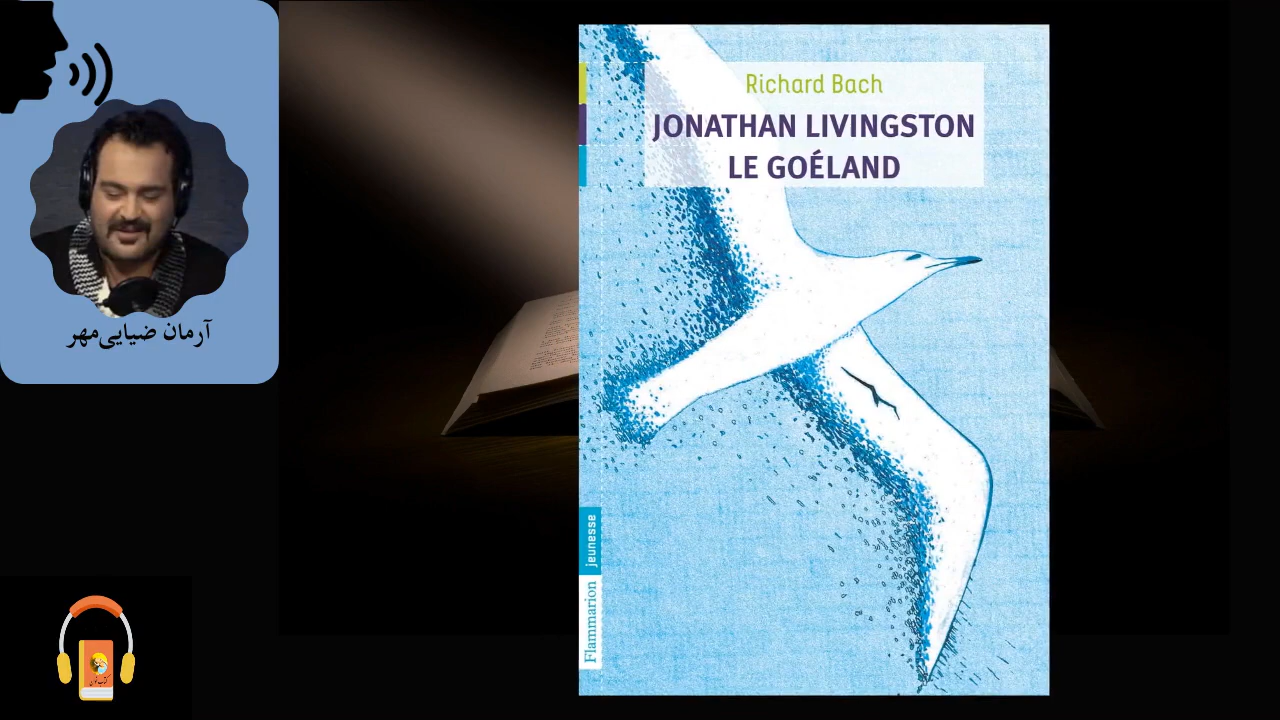 آرمان ضیایی‌مهر
Richard Bach
JONATHAN LIVINGSTON
LE GOÉLAND
jeunesse
Flammarion